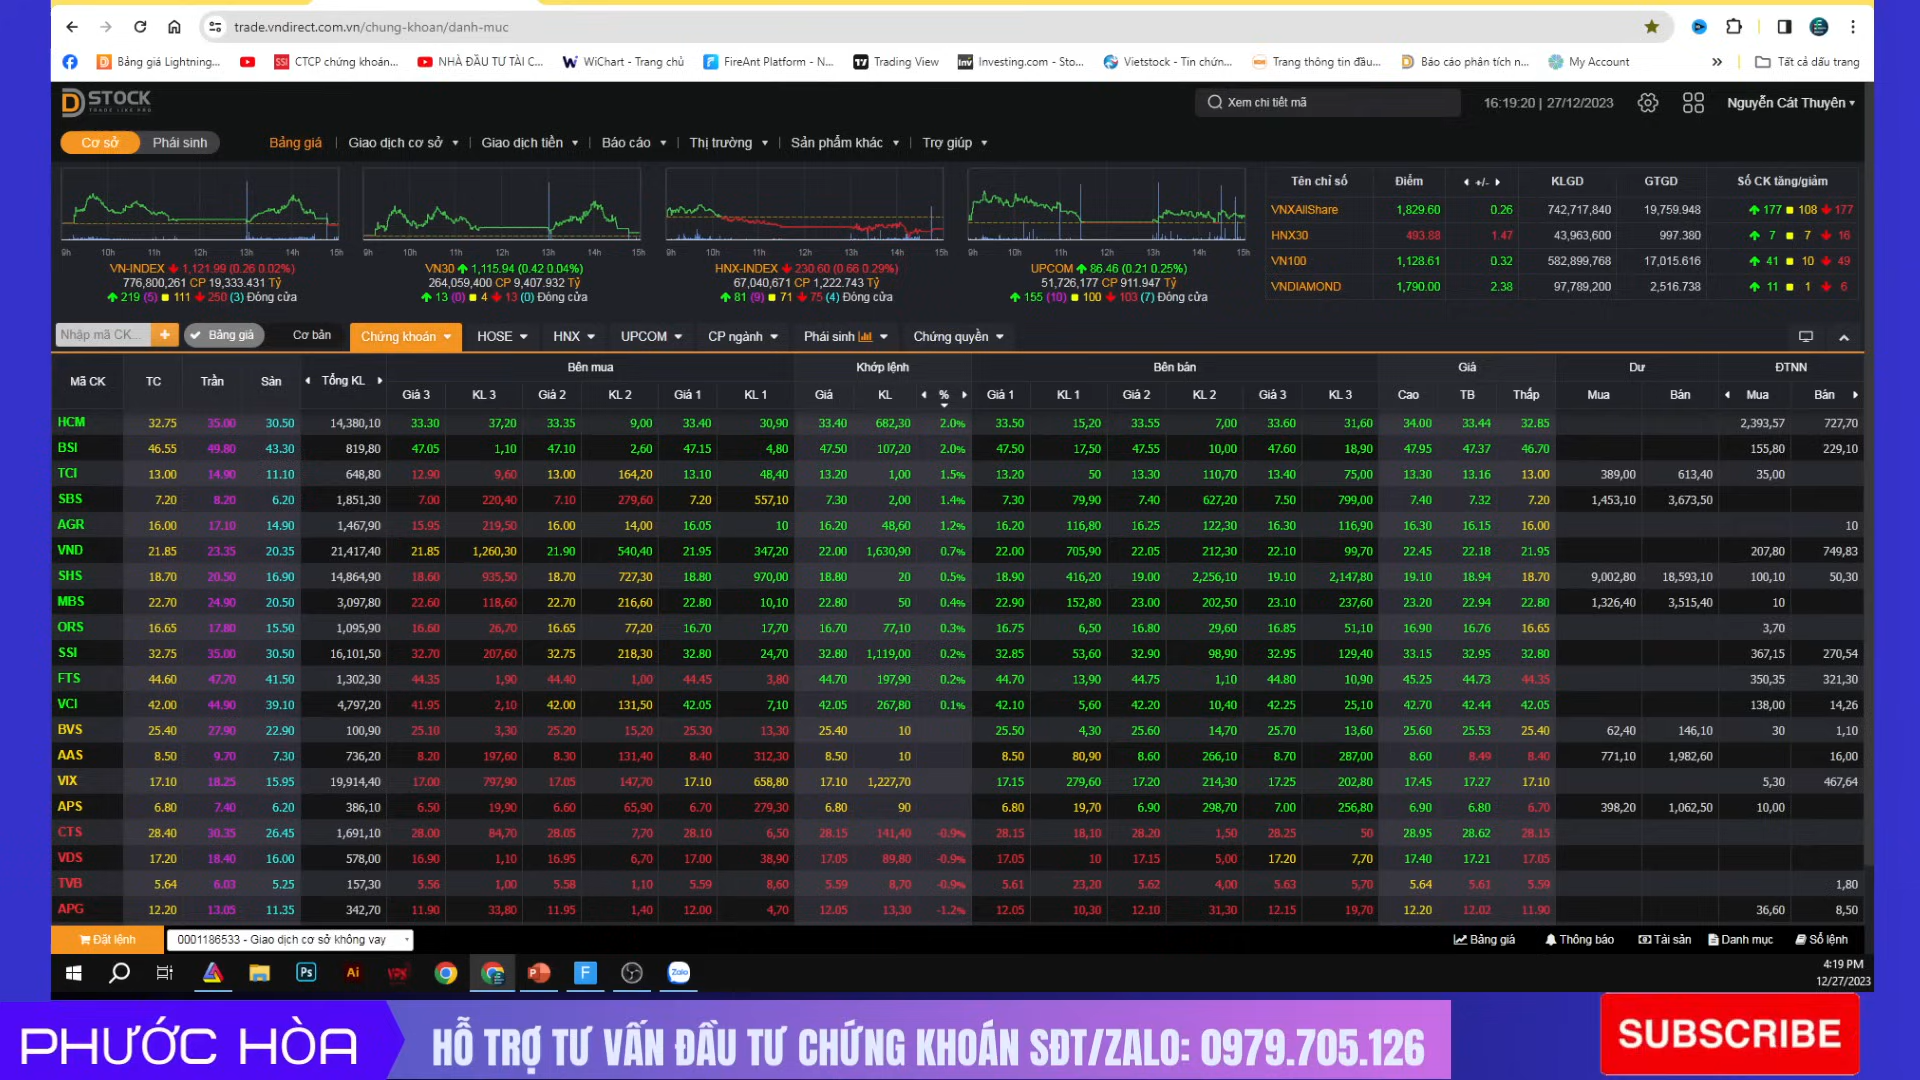 trade.vndirect.com.vn/chung-khoan/danh-muc
Bảng giá Lightning... SSI CTCP chứng khoán... NHÀ ĐẦU TƯ TÀI C... WiChart - Trang chủ FireAnt Platform - N... Trading View Investing.com - Sto... Vietstock - Tin chứn... Trang thông tin đầu... Báo cáo phân tích n... My Account » Tất cả dấu trang
DSTOCK
TRADE LIKE PRO
Xem chi tiết mã 16:19:20 | 27/12/2023 Nguyễn Cát Thuyên
Cơ sở Phái sinh Bảng giá Giao dịch cơ sở Giao dịch tiền Báo cáo Thị trường Sản phẩm khác Trợ giúp
9h 10h 11h 12h 13h 14h 15h
VN-INDEX 1,121.99 (0.26 0.02%)
776,800,261 CP 19,333.431 Tỷ
219 (5) 111 250 (3) Đóng cửa
9h 10h 11h 12h 13h 14h 15h
VN30 1,115.94 (0.42 0.04%)
264,059,400 CP 9,407.932 Tỷ
13 (0) 4 13 (0) Đóng cửa
9h 10h 11h 12h 13h 14h 15h
HNX-INDEX 230.60 (0.66 0.29%)
67,040,671 CP 1,222.743 Tỷ
81 (9) 71 75 (4) Đóng cửa
9h 10h 11h 12h 13h 14h 15h
UPCOM 86.46 (0.21 0.25%)
51,726,177 CP 911.947 Tỷ
155 (10) 100 103 (7) Đóng cửa
Tên chỉ số Điểm +/- KLGD GTGD Số CK tăng/giảm
VNXAllShare 1,829.60 0.26 742,717,840 19,759.948 177 108 177
HNX30 493.88 1.47 43,963,600 997.380 7 7 16
VN100 1,128.61 0.32 582,899,768 17,015.616 41 10 49
VNDIAMOND 1,790.00 2.38 97,789,200 2,516.738 11 1 6
Nhập mã CK... + Bảng giá Cơ bản Chứng khoán HOSE HNX UPCOM CP ngành Phái sinh Chứng quyền
Mã CK TC Trần Sàn Tổng KL Bên mua Khớp lệnh Bên bán Giá Dư ĐTNN
Giá 3 KL 3 Giá 2 KL 2 Giá 1 KL 1 Giá KL % Giá 1 KL 1 Giá 2 KL 2 Giá 3 KL 3 Cao TB Thấp Mua Bán Mua Bán
HCM 32.75 35.00 30.50 14,380,10 33.30 37,20 33.35 9,00 33.40 30,90 33.40 682,30 2.0% 33.50 15,20 33.55 7,00 33.60 31,60 34.00 33.44 32.85 2,393,57 727,70
BSI 46.55 49.80 43.30 819,80 47.05 1,10 47.10 2,60 47.15 4,80 47.50 107,20 2.0% 47.50 17,50 47.55 10,00 47.60 18,90 47.95 47.37 46.70 155,80 229,10
TCI 13.00 14.90 11.10 648,80 12.90 9,60 13.00 164,20 13.10 48,40 13.20 1,00 1.5% 13.20 50 13.30 110,70 13.40 75,00 13.30 13.16 13.00 389,00 613,40 35,00
SBS 7.20 8.20 6.20 1,851,30 7.00 220,40 7.10 279,60 7.20 557,10 7.30 2,00 1.4% 7.30 79,90 7.40 627,20 7.50 799,00 7.40 7.32 7.20 1,453,10 3,673,50
AGR 16.00 17.10 14.90 1,467,90 15.95 219,50 16.00 14,00 16.05 10 16.20 48,60 1.2% 16.20 116,80 16.25 122,30 16.30 116,90 16.30 16.15 16.00 10
VND 21.85 23.35 20.35 21,417,40 21.85 1,260,30 21.90 540,40 21.95 347,20 22.00 1,630,90 0.7% 22.00 705,90 22.05 212,30 22.10 99,70 22.45 22.18 21.95 207,80 749,83
SHS 18.70 20.50 16.90 14,864,90 18.60 935,50 18.70 727,30 18.80 970,00 18.80 20 0.5% 18.90 416,20 19.00 2,256,10 19.10 2,147,80 19.10 18.94 18.70 9,002,80 18,593,10 100,10 50,30
MBS 22.70 24.90 20.50 3,097,80 22.60 118,60 22.70 216,60 22.80 10,10 22.80 50 0.4% 22.90 152,80 23.00 202,50 23.10 237,60 23.20 22.94 22.80 1,326,40 3,515,40 10
ORS 16.65 17.80 15.50 1,095,90 16.60 26,70 16.65 77,20 16.70 17,70 16.70 77,10 0.3% 16.75 6,50 16.80 29,60 16.85 51,10 16.90 16.76 16.65 3,70
SSI 32.75 35.00 30.50 16,101,50 32.70 207,60 32.75 218,30 32.80 24,70 32.80 1,119,00 0.2% 32.85 53,60 32.90 98,90 32.95 129,40 33.15 32.95 32.80 367,15 270,54
FTS 44.60 47.70 41.50 1,302,30 44.35 1,90 44.40 1,00 44.45 3,80 44.70 197,90 0.2% 44.70 13,90 44.75 1,10 44.80 10,90 45.25 44.73 44.35 350,35 321,30
VCI 42.00 44.90 39.10 4,797,20 41.95 2,10 42.00 131,50 42.05 7,10 42.05 267,80 0.1% 42.10 5,60 42.20 10,40 42.25 25,10 42.70 42.44 42.05 138,00 14,26
BVS 25.40 27.90 22.90 100,90 25.10 3,30 25.20 15,20 25.30 13,30 25.40 10 25.50 4,30 25.60 14,70 25.70 13,60 25.60 25.53 25.40 62,40 146,10 30 1,10
AAS 8.50 9.70 7.30 736,20 8.20 197,60 8.30 131,40 8.40 312,30 8.50 10 8.50 80,90 8.60 266,10 8.70 287,00 8.60 8.49 8.40 771,10 1,982,60 16,00
VIX 17.10 18.25 15.95 19,914,40 17.00 797,90 17.05 147,70 17.10 658,80 17.10 1,227,70 17.15 279,60 17.20 214,30 17.25 202,80 17.45 17.27 17.10 5,30 467,64
APS 6.80 7.40 6.20 386,10 6.50 19,90 6.60 65,90 6.70 279,30 6.80 90 6.80 19,70 6.90 298,70 7.00 256,80 6.90 6.80 6.70 398,20 1,062,50 10,00
CTS 28.40 30.35 26.45 1,691,10 28.00 84,70 28.05 7,70 28.10 6,50 28.15 141,40 -0.9% 28.15 18,10 28.20 1,50 28.25 50 28.95 28.62 28.15
VDS 17.20 18.40 16.00 578,00 16.90 1,10 16.95 6,70 17.00 38,90 17.05 89,80 -0.9% 17.05 10 17.15 5,00 17.20 7,70 17.40 17.21 17.05
TVB 5.64 6.03 5.25 157,30 5.56 1,00 5.58 1,10 5.59 8,60 5.59 8,70 -0.9% 5.61 23,20 5.62 4,00 5.63 5,70 5.64 5.61 5.59 1,80
APG 12.20 13.05 11.35 342,70 11.90 33,80 11.95 1,40 12.00 4,70 12.05 13,30 -1.2% 12.05 10,30 12.10 31,30 12.15 19,70 12.20 12.02 11.90 36,60 8,50
Đặt lệnh 0001186533 - Giao dịch cơ sở không vay Bảng giá Thông báo Tài sản Danh mục Sổ lệnh
Ps Ai P F Zalo 4:19 PM
12/27/2023
PHƯỚC HÒA HỖ TRỢ TƯ VẤN ĐẦU TƯ CHỨNG KHOÁN SĐT/ZALO: 0979.705.126 SUBSCRIBE